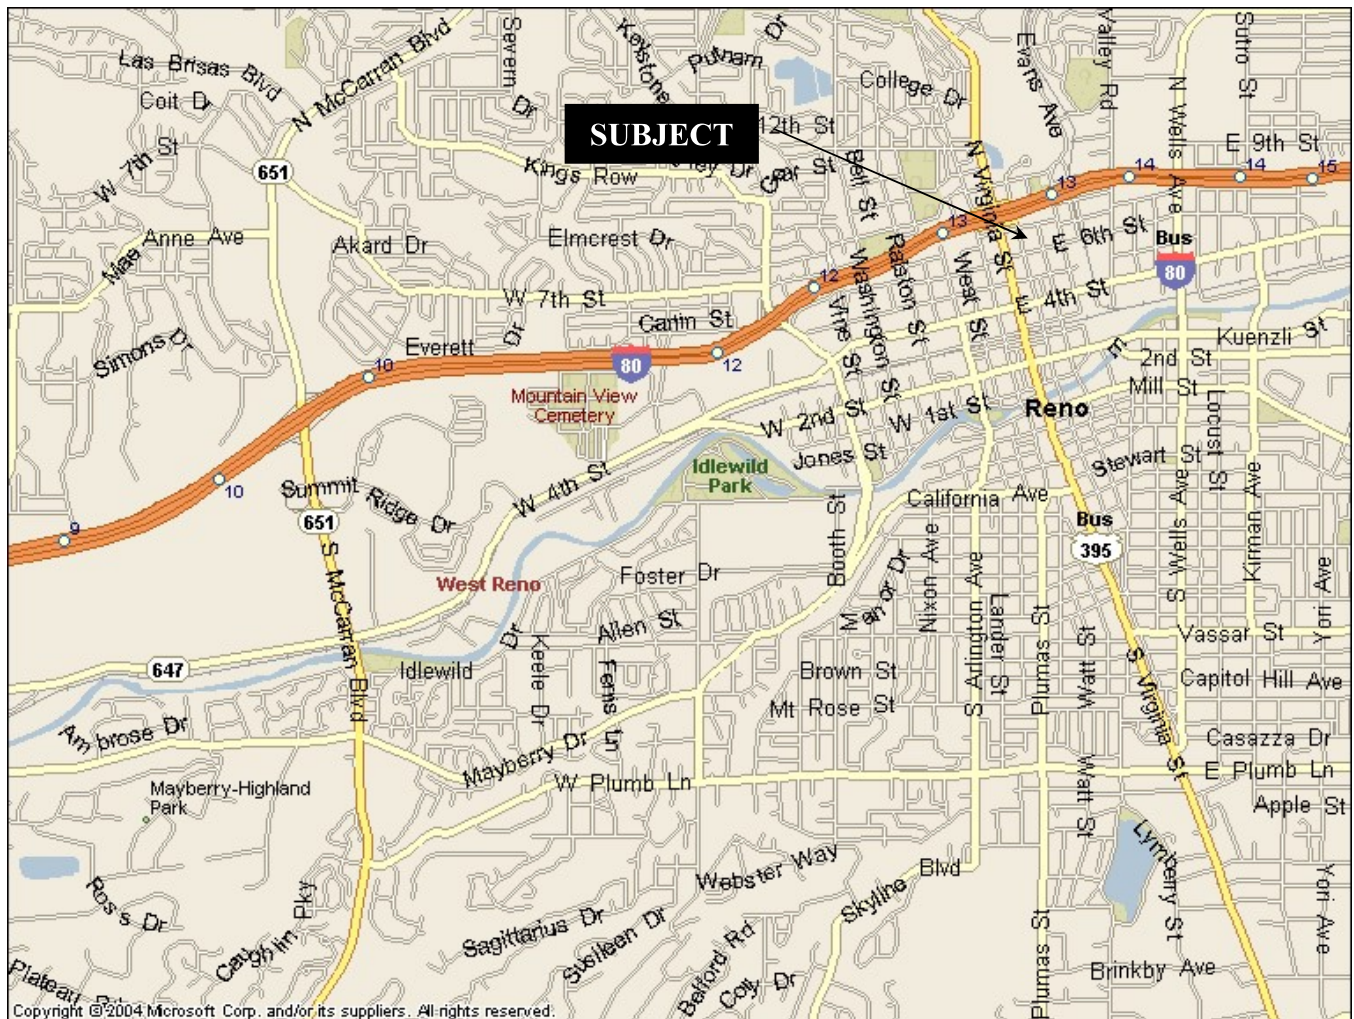 Las Brisas Blvd
N McCarran Blvd
Severn
Dr
Keystone
Putnam Dr
College Dr
Evans Ave
Valley Rd
Sutro St
Coit Dr
W 7th St
651
SUBJECT
12th St
N Wells Ave
E 9th St
Kings Row
Bell St
N Virginia St
13
14
14
15
13
Mae Anne Ave
Akard Dr
Elmcrest Dr
Ralston St
West St
E 6th St
Bus
80
W 7th St
12
Washington St
Vine St
E 4th St
Carlin St
Simons Dr
Everett Dr
10
80
12
Kuenzli St
2nd St
Mill St
Mountain View
Cemetery
W 2nd St
W 1st St
Reno
Locust St
Jones St
Idlewild
Park
Stewart St
10
Summit Ridge Dr
W 4th St
California Ave
9
651
Booth St
Bus
395
S Wells Ave
Kirman Ave
S McCarran Blvd
West Reno
Foster Dr
Manor Dr
Nixon Ave
S Arlington Ave
Lander St
Plumas St
Watt St
Yori Ave
Allen St
Vassar St
647
Idlewild Dr
Keele Dr
Ferris Ln
Brown St
S Virginia St
Capitol Hill Ave
Mt Rose St
Ambrose Dr
Mayberry Dr
Casazza Dr
W Plumb Ln
E Plumb Ln
Mayberry-Highland
Park
Watt St
Apple St
Lymberry St
Webster Way
Skyline Blvd
Ross Dr
Caughlin Pky
Sagittarius Dr
Susileen Dr
Belford Rd
Coly Dr
Plumas St
Yori Ave
Brinkby Ave
Plateau
Copyright © 2004 Microsoft Corp. and/or its suppliers. All rights reserved.